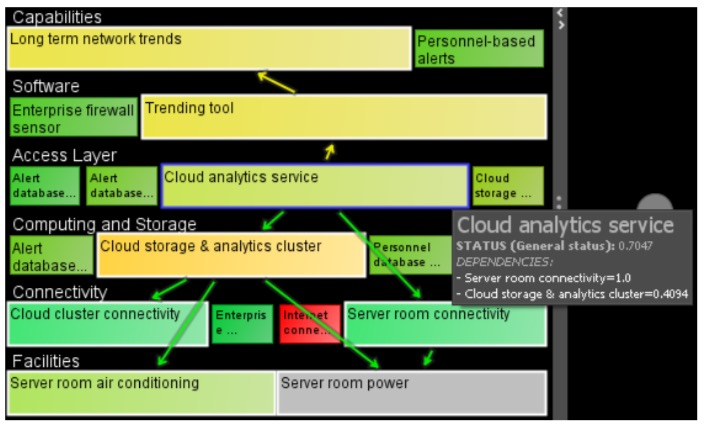 Capabilities
Long term network trends
Personnel-based
alerts
Software
Enterprise firewall
sensor
Trending tool
Access Layer
Alert
database...
Alert
database...
Cloud analytics service
Cloud
storage ...
Computing and Storage
Alert
database...
Cloud storage & analytics cluster
Personnel
database ...
Connectivity
Cloud cluster connectivity
Enterpris
e ...
Internet
conne...
Server room connectivity
Facilities
Server room air conditioning
Server room power
Cloud analytics service
STATUS (General status): 0.7047
DEPENDENCIES:
- Server room connectivity=1.0
- Cloud storage & analytics cluster=0.4094